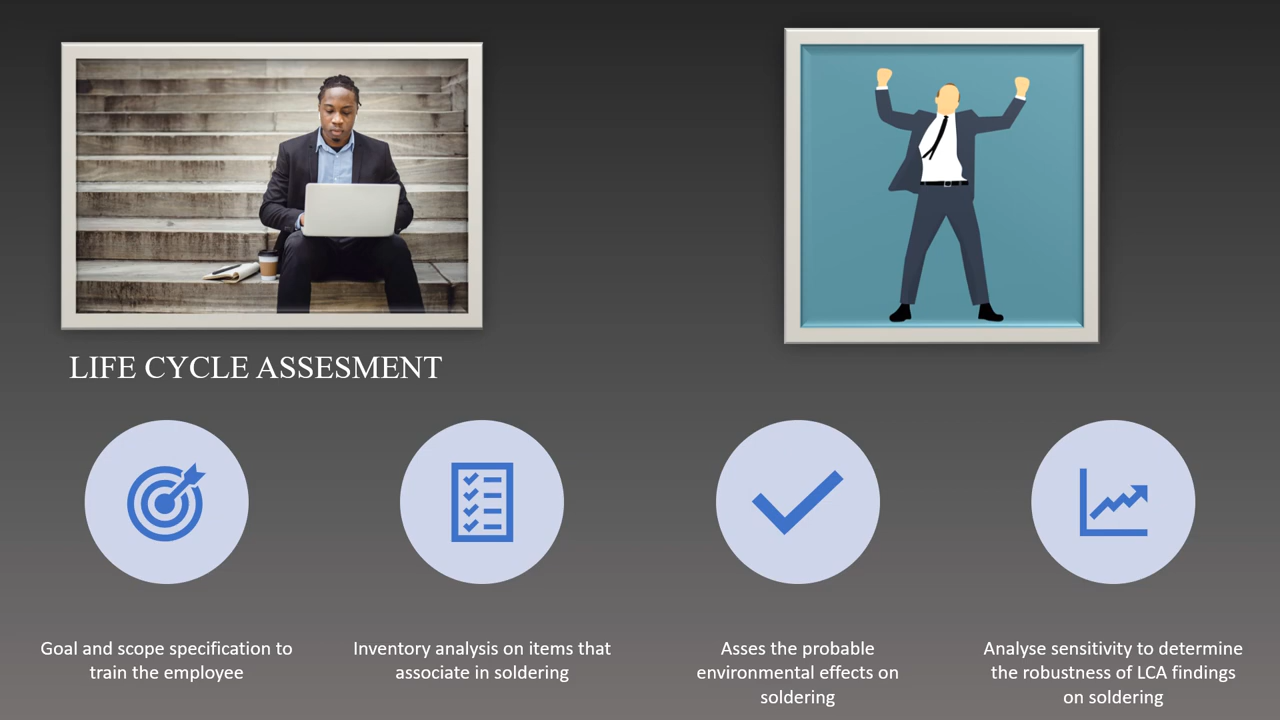 LIFE CYCLE ASSESMENT
Goal and scope specification to
train the employee
Inventory analysis on items that
associate in soldering
Asses the probable
environmental effects on
soldering
Analyse sensitivity to determine
the robustness of LCA findings
on soldering